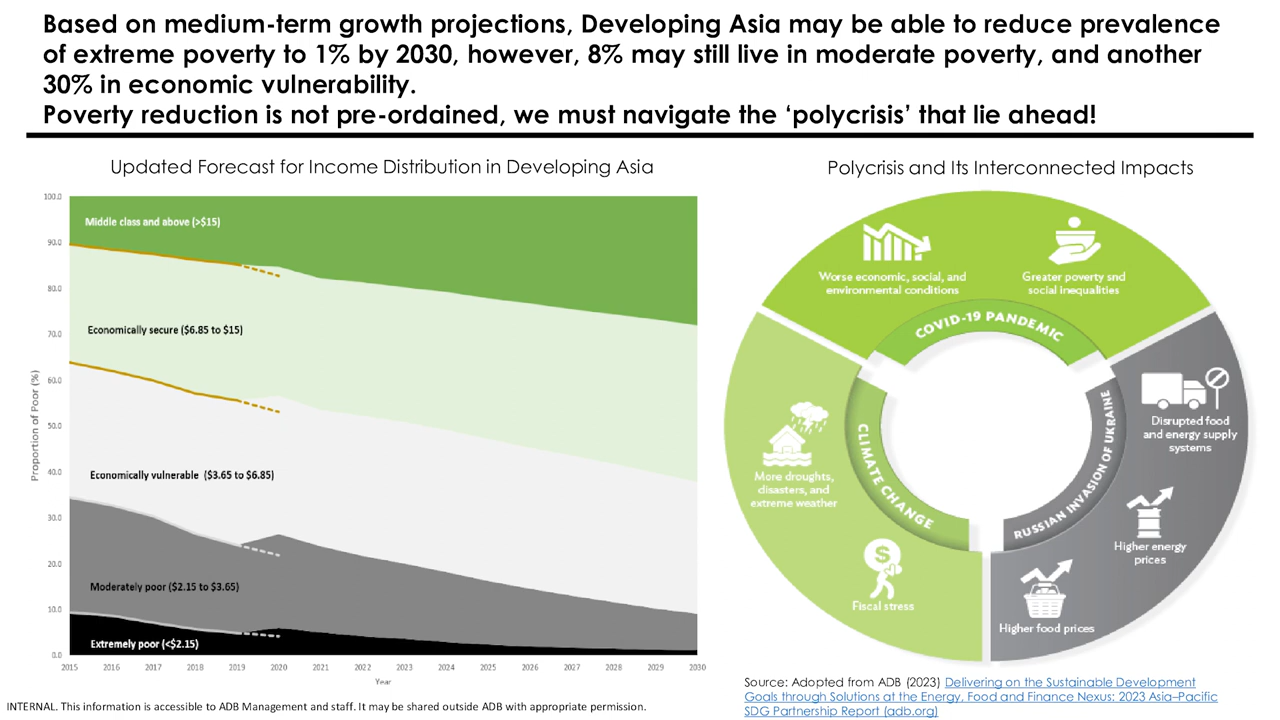 Based on medium-term growth projections, Developing Asia may be able to reduce prevalence
of extreme poverty to 1% by 2030, however, 8% may still live in moderate poverty, and another
30% in economic vulnerability.
Poverty reduction is not pre-ordained, we must navigate the ‘polycrisis’ that lie ahead!
Updated Forecast for Income Distribution in Developing Asia
100.0
90.0
80.0
70.0
60.0
50.0
40.0
30.0
20.0
10.0
0.0
Proportion of Poor (%)
Middle class and above (>$15)
Economically secure ($6.85 to $15)
Economically vulnerable ($3.65 to $6.85)
Moderately poor ($2.15 to $3.65)
Extremely poor (<$2.15)
2015 2016 2017 2018 2019 2020 2021 2022 2023 2024 2025 2026 2027 2028 2029 2030
Year
Polycrisis and Its Interconnected Impacts
Worse economic, social, and
environmental conditions
Greater poverty snd
social inequalities
COVID-19 PANDEMIC
Disrupted food
and energy supply
systems
Higher energy
prices
Higher food prices
RUSSIAN INVASION OF UKRAINE
CLIMATE CHANGE
More droughts,
disasters, and
extreme weather
$
Fiscal stress
Source: Adopted from ADB (2023) Delivering on the Sustainable Development
Goals through Solutions at the Energy, Food and Finance Nexus: 2023 Asia–Pacific
SDG Partnership Report (adb.org)
INTERNAL. This information is accessible to ADB Management and staff. It may be shared outside ADB with appropriate permission.